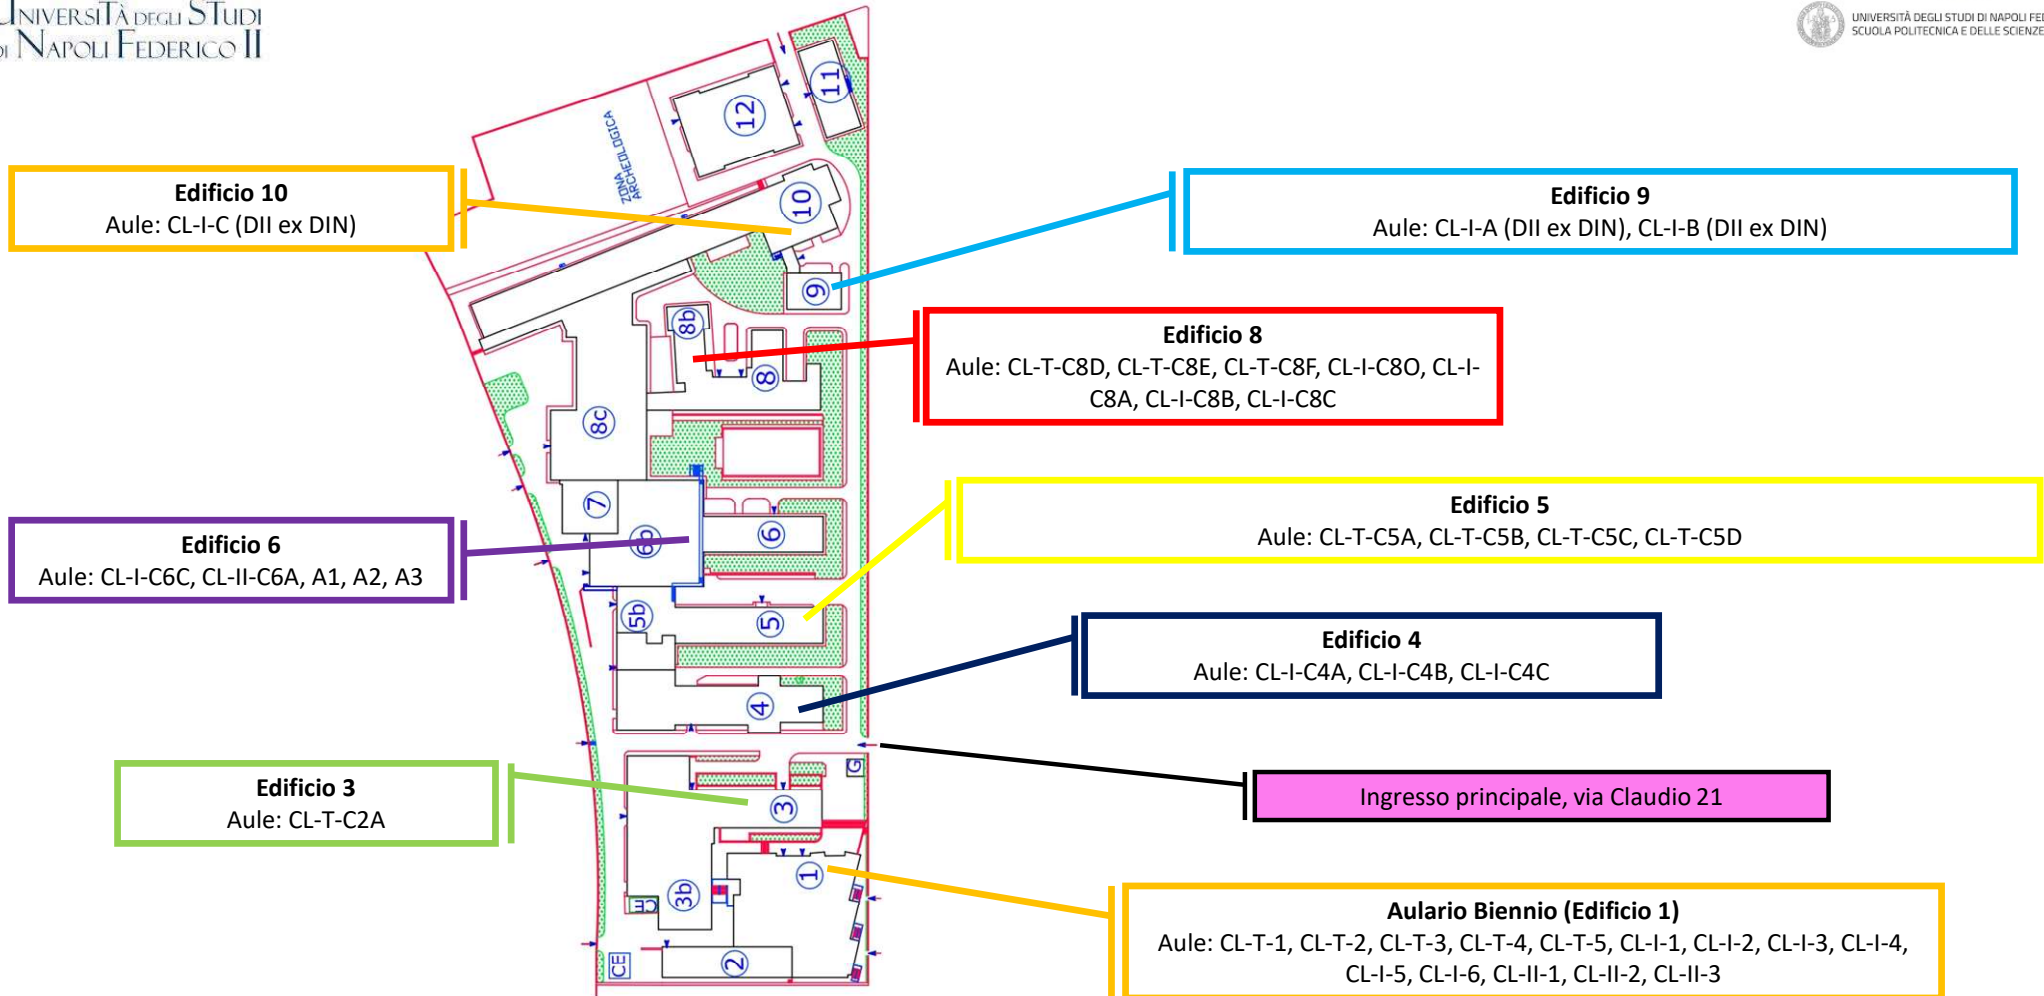 UNIVERSITÀ DEGLI STUDI
DI NAPOLI FEDERICO II
UNIVERSITÀ DEGLI STUDI DI NAPOLI FED
SCUOLA POLITECNICA E DELLE SCIENZE
11
12
ZONA
ARCHEOLOGICA
Edificio 10
Aule: CL-I-C (DII ex DIN)
10
Edificio 9
Aule: CL-I-A (DII ex DIN), CL-I-B (DII ex DIN)
9
8b
Edificio 8
Aule: CL-T-C8D, CL-T-C8E, CL-T-C8F, CL-I-C8O, CL-I-
C8A, CL-I-C8B, CL-I-C8C
8
8c
7
6b
6
Edificio 5
Aule: CL-T-C5A, CL-T-C5B, CL-T-C5C, CL-T-C5D
Edificio 6
Aule: CL-I-C6C, CL-II-C6A, A1, A2, A3
5b
5
Edificio 4
Aule: CL-I-C4A, CL-I-C4B, CL-I-C4C
4
G
Edificio 3
Aule: CL-T-C2A
3
Ingresso principale, via Claudio 21
1
3b
CE
Aulario Biennio (Edificio 1)
Aule: CL-T-1, CL-T-2, CL-T-3, CL-T-4, CL-T-5, CL-I-1, CL-I-2, CL-I-3, CL-I-4,
CL-I-5, CL-I-6, CL-II-1, CL-II-2, CL-II-3
2
CE